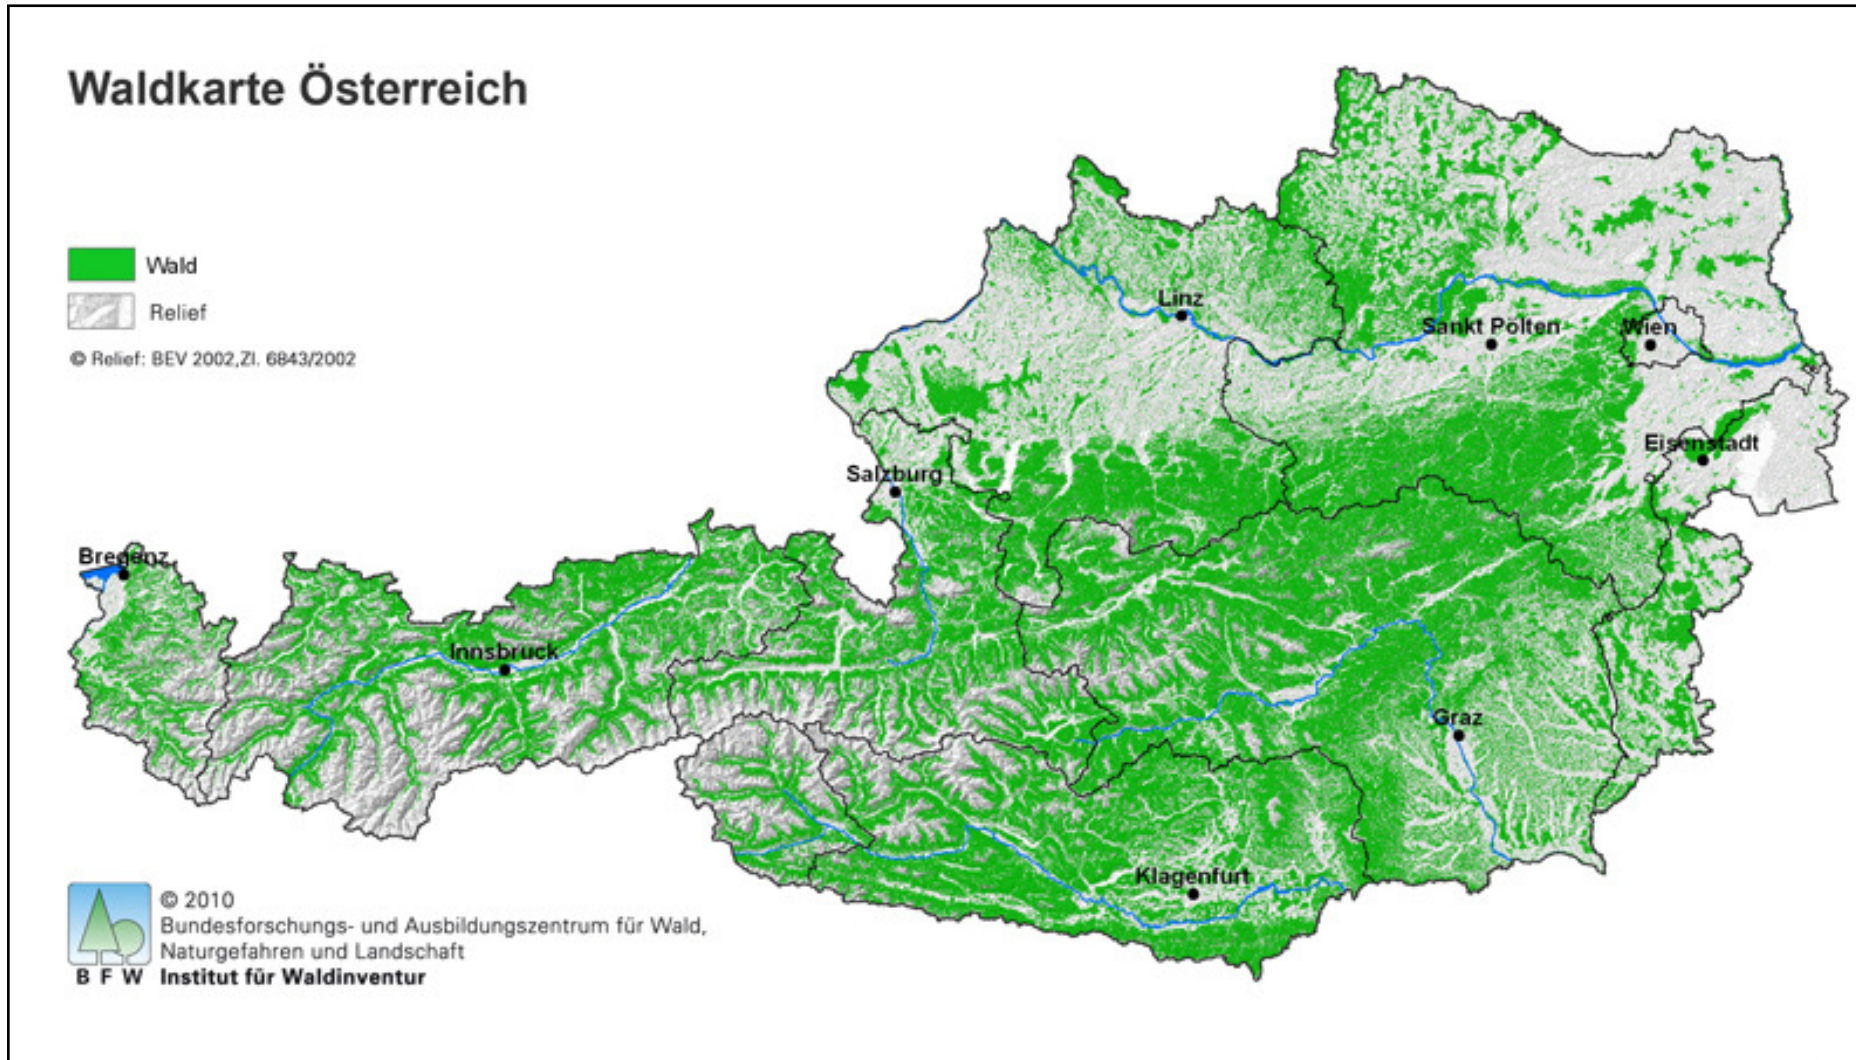 Waldkarte Österreich
Wald
Relief
© Relief: BEV 2002,Zl. 6843/2002
Linz
Sankt Pölten
Wien
Eisenstadt
Salzburg
Bregenz
Innsbruck
Graz
Klagenfurt
© 2010
Bundesforschungs- und Ausbildungszentrum für Wald,
Naturgefahren und Landschaft
B F W Institut für Waldinventur